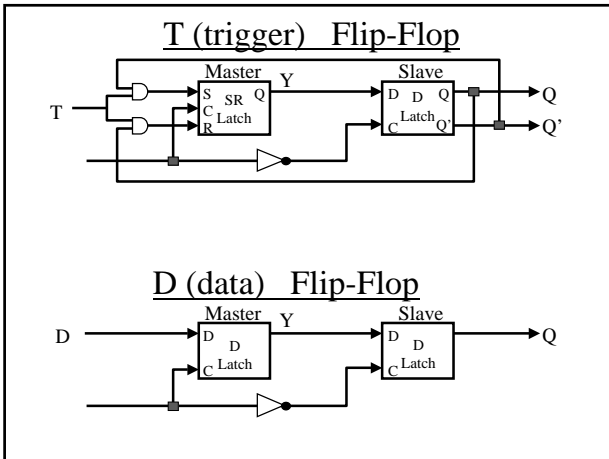 T (trigger) Flip-Flop
Master Y Slave
S SR Q D D Q Q
T C
R Latch C Latch Q' Q'
D (data) Flip-Flop
Master Y Slave
D D D Q
D D
C Latch C Latch